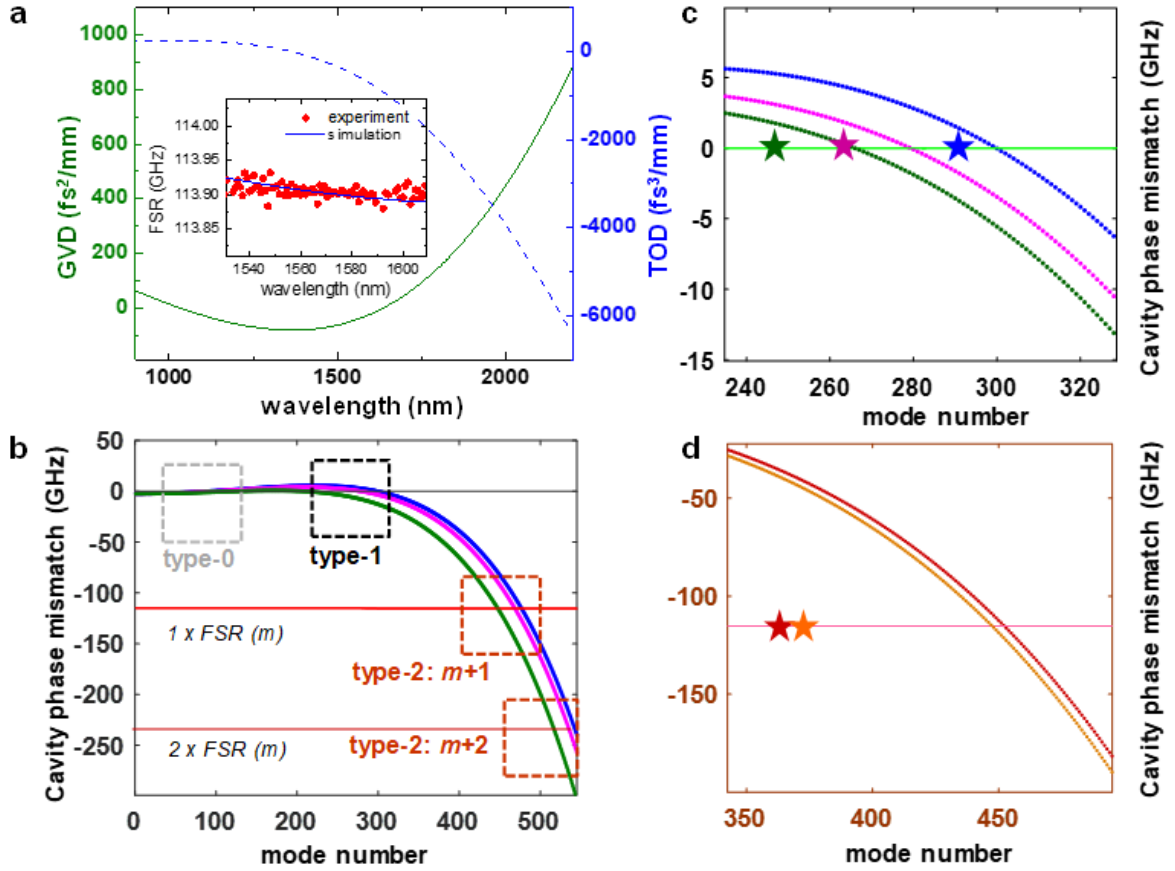 a
1000
800
600
400
200
0
GVD (fs²/mm)
1000
1500
2000
wavelength (nm)
0
-2000
-4000
-6000
TOD (fs³/mm)
114.00
113.95
113.90
113.85
FSR (GHz)
experiment
simulation
1540
1560
1580
1600
wavelength (nm)
c
5
0
-5
-10
-15
240
260
280
300
320
mode number
Cavity phase mismatch (GHz)
b
50
0
-50
-100
-150
-200
-250
Cavity phase mismatch (GHz)
type-0
type-1
1 x FSR (m)
type-2: m+1
2 x FSR (m)
type-2: m+2
0
100
200
300
400
500
mode number
d
-50
-100
-150
350
400
450
mode number
Cavity phase mismatch (GHz)